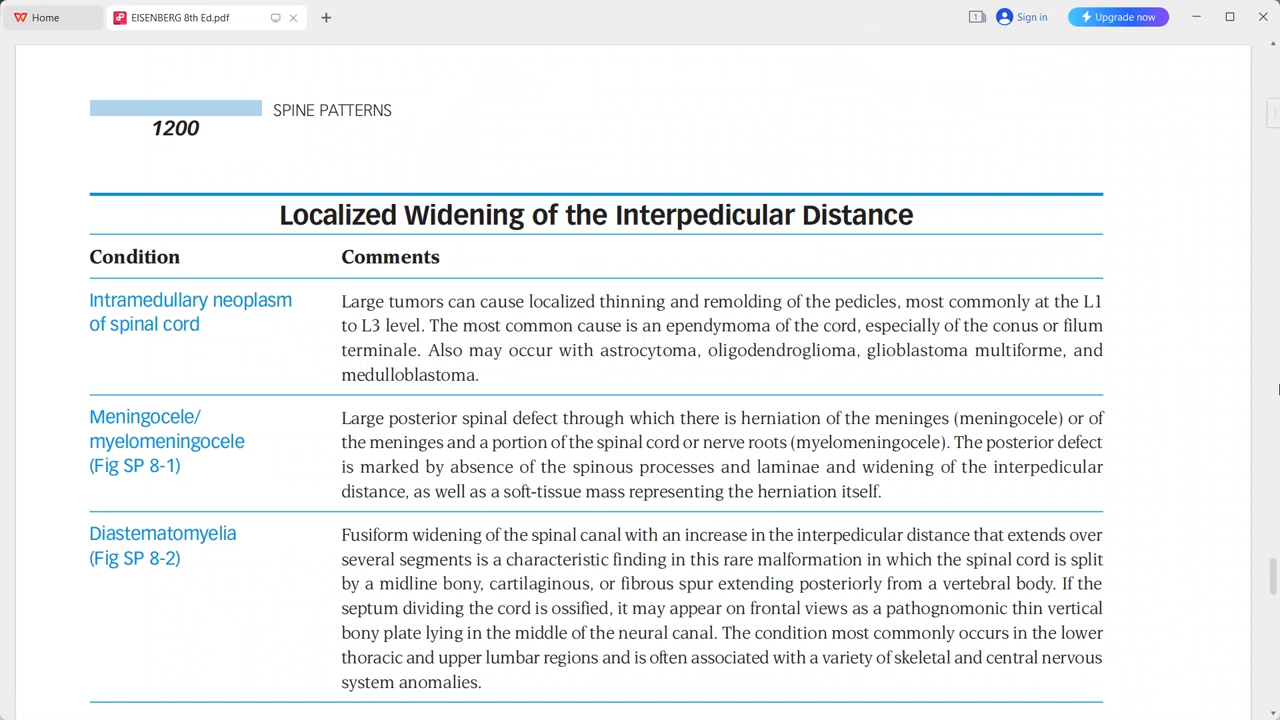 Home
EISENBERG 8th Ed.pdf
1
Sign in
Upgrade now
SPINE PATTERNS
1200
Localized Widening of the Interpedicular Distance
Condition
Comments
Intramedullary neoplasm
of spinal cord
Large tumors can cause localized thinning and remolding of the pedicles, most commonly at the L1
to L3 level. The most common cause is an ependymoma of the cord, especially of the conus or filum
terminale. Also may occur with astrocytoma, oligodendroglioma, glioblastoma multiforme, and
medulloblastoma.
Meningocele/
myelomeningocele
(Fig SP 8-1)
Large posterior spinal defect through which there is herniation of the meninges (meningocele) or of
the meninges and a portion of the spinal cord or nerve roots (myelomeningocele). The posterior defect
is marked by absence of the spinous processes and laminae and widening of the interpedicular
distance, as well as a soft-tissue mass representing the herniation itself.
Diastematomyelia
(Fig SP 8-2)
Fusiform widening of the spinal canal with an increase in the interpedicular distance that extends over
several segments is a characteristic finding in this rare malformation in which the spinal cord is split
by a midline bony, cartilaginous, or fibrous spur extending posteriorly from a vertebral body. If the
septum dividing the cord is ossified, it may appear on frontal views as a pathognomonic thin vertical
bony plate lying in the middle of the neural canal. The condition most commonly occurs in the lower
thoracic and upper lumbar regions and is often associated with a variety of skeletal and central nervous
system anomalies.